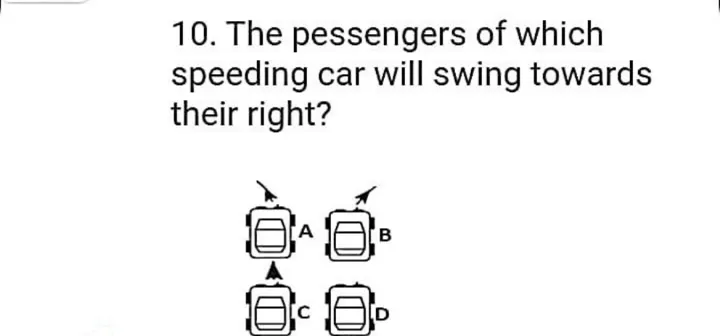 10. The pessengers of which
speeding car will swing towards
their right?
A
B
C
D